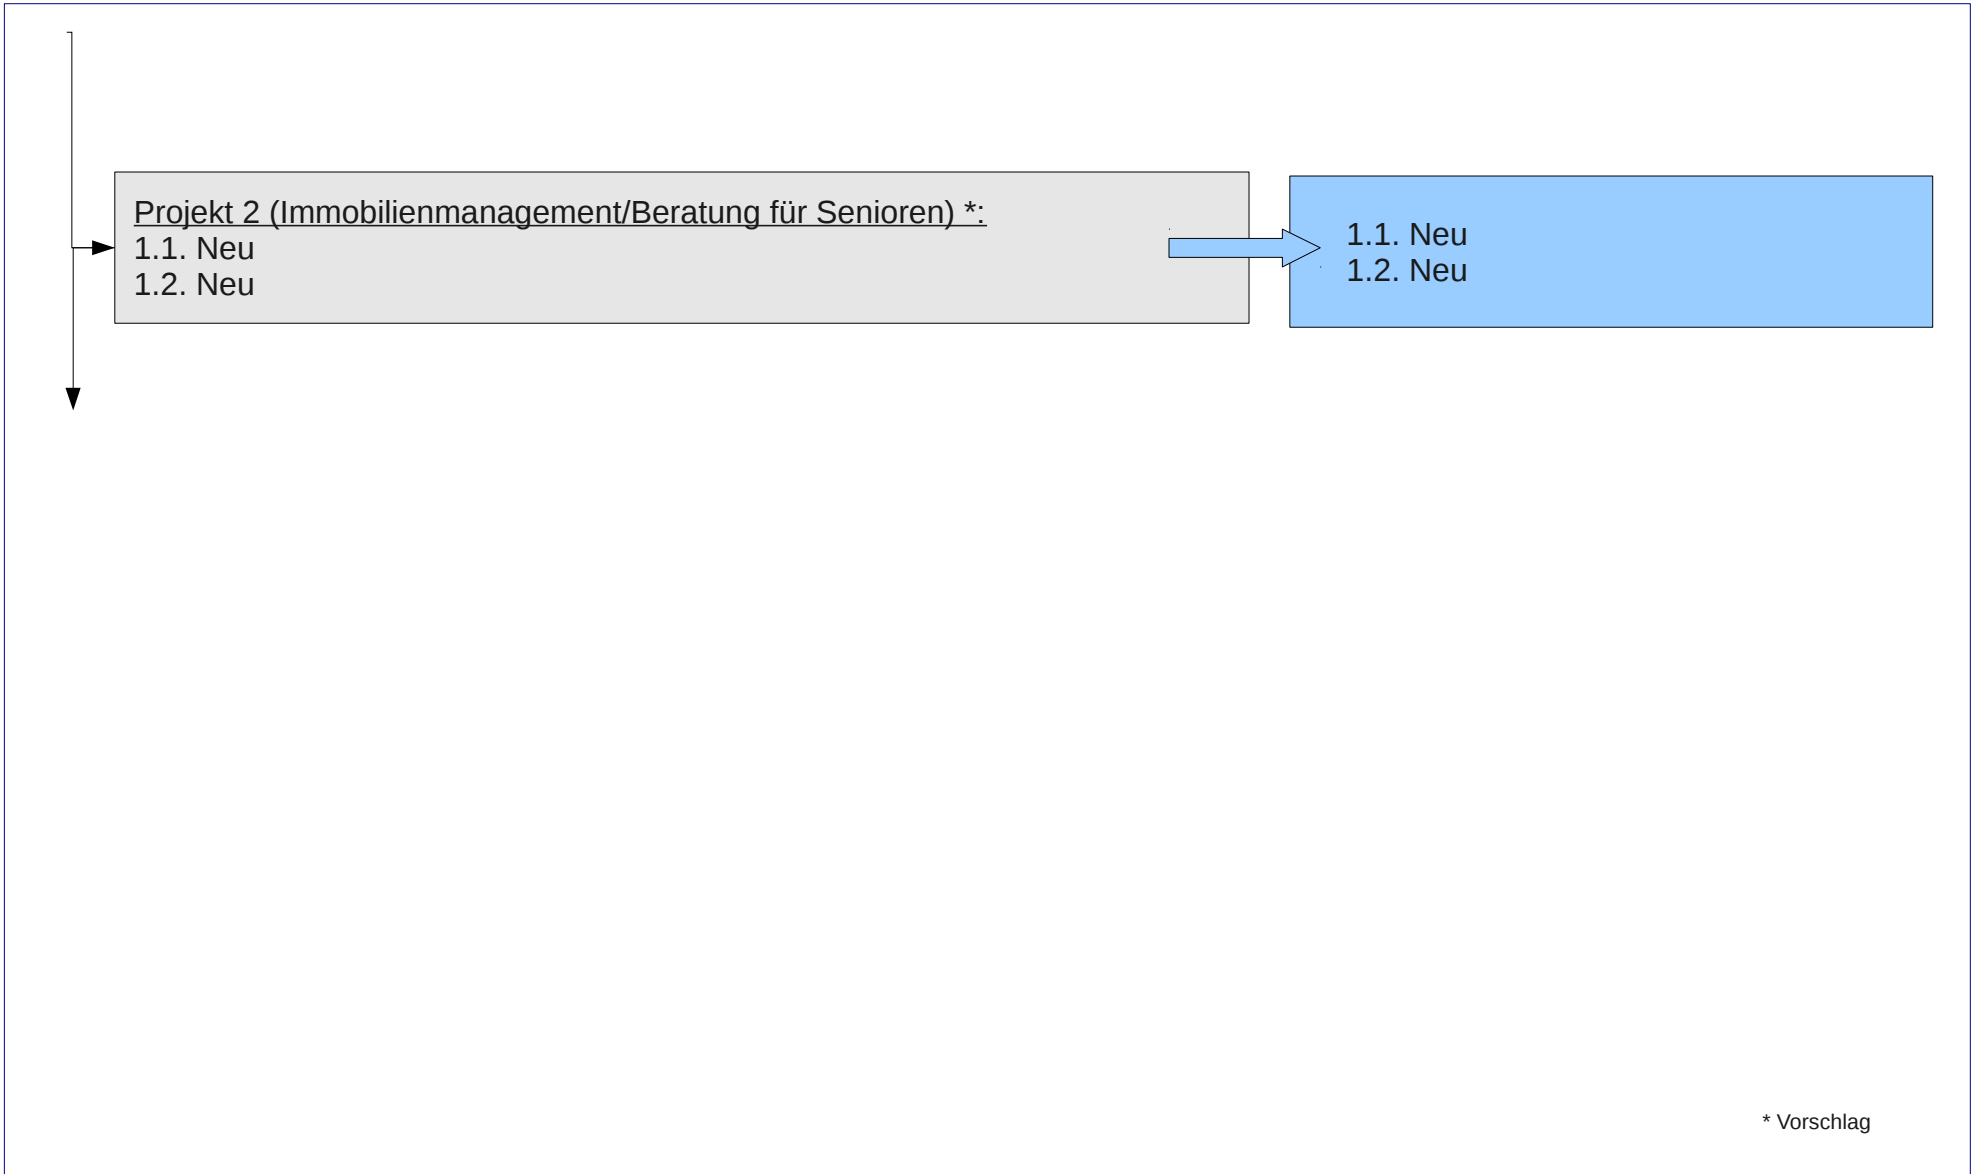 Projekt 2 (Immobilienmanagement/Beratung für Senioren) *:
1.1. Neu
1.2. Neu
1.1. Neu
1.2. Neu
* Vorschlag